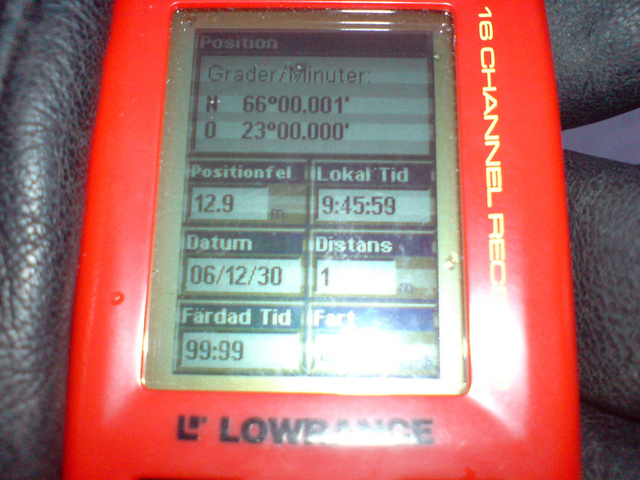 Position
Grader/Minuter:
N 66°00.001'
O 23°00.000'
Positionfel Lokal Tid
12.9 m 9:45:59
Datum Distans
06/12/30 1 m
Färdad Tid Fart
99:99
LOWRANCE
16 CHANNEL